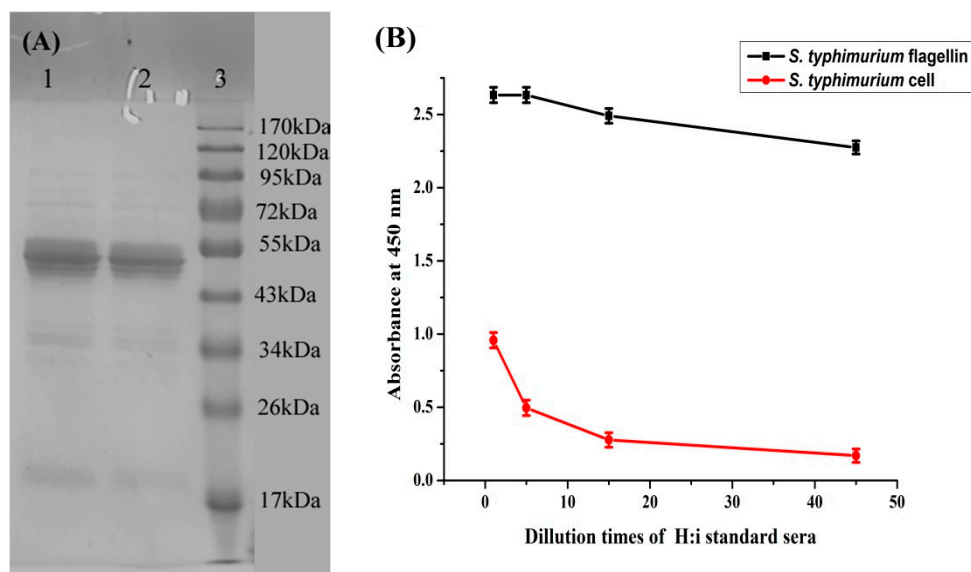 (A)
1 2 3
170kDa
120kDa
95kDa
72kDa
55kDa
43kDa
34kDa
26kDa
17kDa
(B)
S. typhimurium flagellin
S. typhimurium cell
Absorbance at 450 nm
2.5
2.0
1.5
1.0
0.5
0.0
0 10 20 30 40 50
Dillution times of H:i standard sera